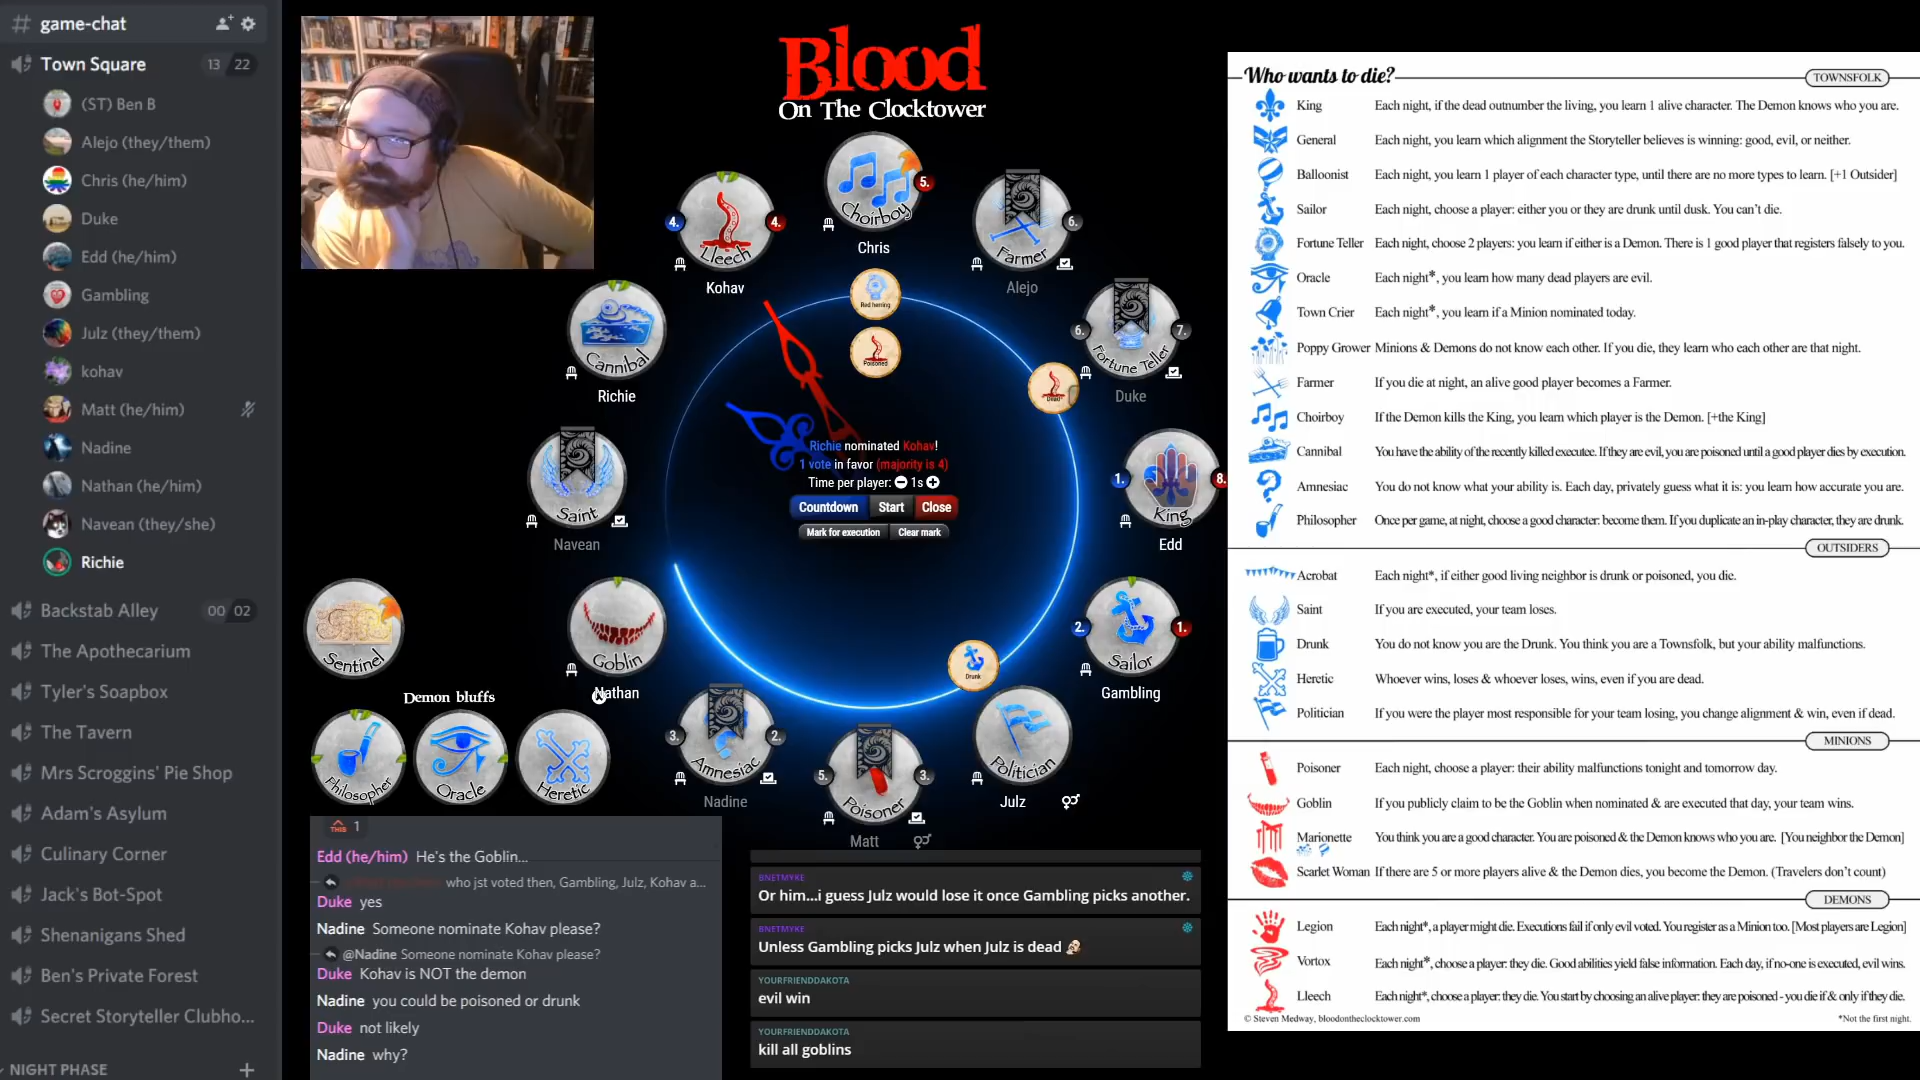 # game-chat
Town Square 13 22
(ST) Ben B
Alejo (they/them)
Chris (he/him)
Duke
Edd (he/him)
Gambling
Julz (they/them)
kohav
Matt (he/him)
Nadine
Nathan (he/him)
Navean (they/she)
Richie
Backstab Alley 00 02
The Apothecarium
Tyler's Soapbox
The Tavern
Mrs Scroggins' Pie Shop
Adam's Asylum
Culinary Corner
Jack's Bot-Spot
Shenanigans Shed
Ben's Private Forest
Secret Storyteller Clubho...
NIGHT PHASE +
Blood
On The Clocktower
Choirboy
5.
Chris
4. Lleech 4.
Kohav
Farmer
6.
Alejo
Red herring
Poisoned
Cannibal
Richie
6. Fortune Teller 7.
Duke
Dead
Saint
Navean
1. King 8.
Edd
Richie nominated Kohav!
1 vote in favor (majority is 4)
Time per player: 1s
Countdown Start Close
Mark for execution Clear mark
Sentinel
Goblin
Nathan
2. Sailor 1.
Gambling
Drunk
Demon bluffs
Philosopher
Oracle
Heretic
3. Amnesiac 2.
Nadine
5. Poisoner 3.
Matt
Politician
Julz
THIS 1
Edd (he/him) He's the Goblin...
who jst voted then, Gambling, Julz, Kohav a...
Duke yes
Nadine Someone nominate Kohav please?
@Nadine Someone nominate Kohav please?
Duke Kohav is NOT the demon
Nadine you could be poisoned or drunk
Duke not likely
Nadine why?
BNETMYKE
Or him...i guess Julz would lose it once Gambling picks another.
BNETMYKE
Unless Gambling picks Julz when Julz is dead
YOURFRIENDDAKOTA
evil win
YOURFRIENDDAKOTA
kill all goblins
Who wants to die? TOWNSFOLK
King Each night, if the dead outnumber the living, you learn 1 alive character. The Demon knows who you are.
General Each night, you learn which alignment the Storyteller believes is winning: good, evil, or neither.
Balloonist Each night, you learn 1 player of each character type, until there are no more types to learn. [+1 Outsider]
Sailor Each night, choose a player: either you or they are drunk until dusk. You can't die.
Fortune Teller Each night, choose 2 players: you learn if either is a Demon. There is 1 good player that registers falsely to you.
Oracle Each night*, you learn how many dead players are evil.
Town Crier Each night*, you learn if a Minion nominated today.
Poppy Grower Minions & Demons do not know each other. If you die, they learn who each other are that night.
Farmer If you die at night, an alive good player becomes a Farmer.
Choirboy If the Demon kills the King, you learn which player is the Demon. [+the King]
Cannibal You have the ability of the recently killed executee. If they are evil, you are poisoned until a good player dies by execution.
Amnesiac You do not know what your ability is. Each day, privately guess what it is: you learn how accurate you are.
Philosopher Once per game, at night, choose a good character: become them. If you duplicate an in-play character, they are drunk.
OUTSIDERS
Acrobat Each night*, if either good living neighbor is drunk or poisoned, you die.
Saint If you are executed, your team loses.
Drunk You do not know you are the Drunk. You think you are a Townsfolk, but your ability malfunctions.
Heretic Whoever wins, loses & whoever loses, wins, even if you are dead.
Politician If you were the player most responsible for your team losing, you change alignment & win, even if dead.
MINIONS
Poisoner Each night, choose a player: their ability malfunctions tonight and tomorrow day.
Goblin If you publicly claim to be the Goblin when nominated & are executed that day, your team wins.
Marionette You think you are a good character. You are poisoned & the Demon knows who you are. [You neighbor the Demon]
Scarlet Woman If there are 5 or more players alive & the Demon dies, you become the Demon. (Travelers don't count)
DEMONS
Legion Each night*, a player might die. Executions fail if only evil voted. You register as a Minion too. [Most players are Legion]
Vortox Each night*, choose a player: they die. Good abilities yield false information. Each day, if no-one is executed, evil wins.
Lleech Each night*, choose a player: they die. You start by choosing an alive player: they are poisoned - you die if & only if they die.
© Steven Medway, bloodontheclocktower.com *Not the first night.